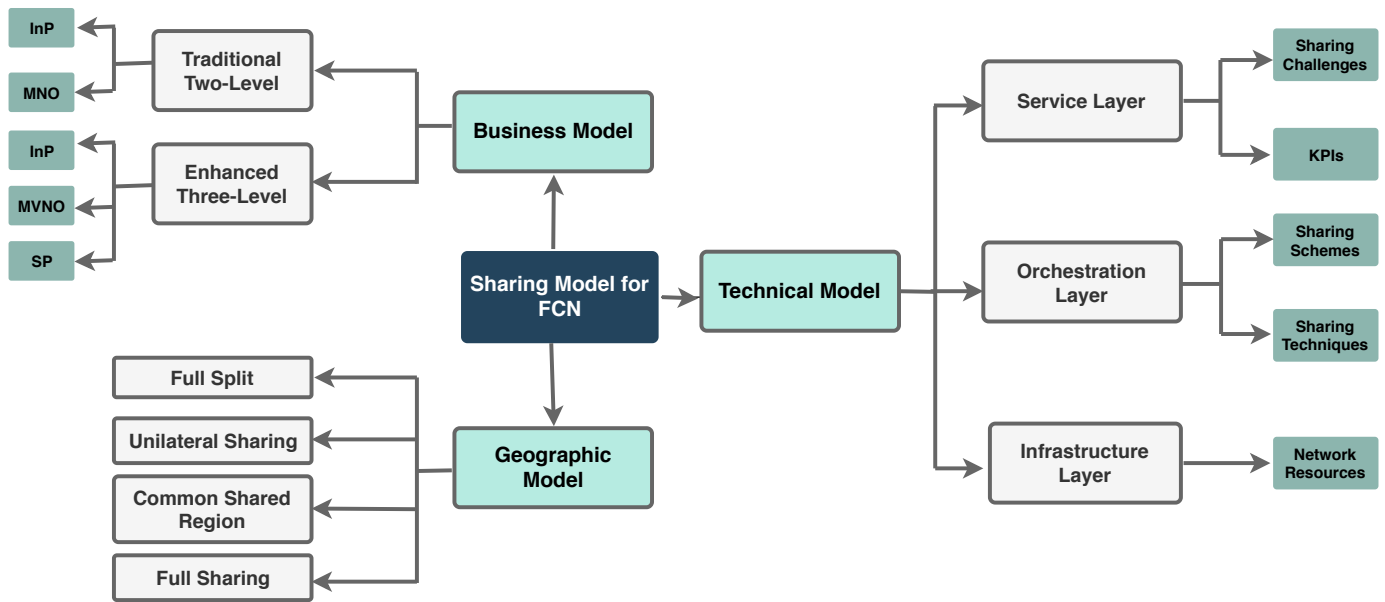 InP
MNO
Traditional
Two-Level
InP
MVNO
SP
Enhanced
Three-Level
Business Model
Sharing Model for
FCN
Geographic
Model
Full Split
Unilateral Sharing
Common Shared
Region
Full Sharing
Technical Model
Service Layer
Sharing
Challenges
KPIs
Orchestration
Layer
Sharing
Schemes
Sharing
Techniques
Infrastructure
Layer
Network
Resources